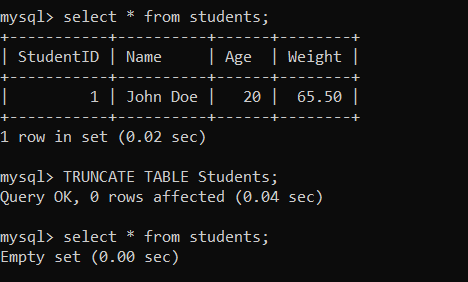 mysql> select * from students;
+-----------+----------+------+--------+
| StudentID | Name     | Age  | Weight |
+-----------+----------+------+--------+
|         1 | John Doe |   20 |  65.50 |
+-----------+----------+------+--------+
1 row in set (0.02 sec)
mysql> TRUNCATE TABLE Students;
Query OK, 0 rows affected (0.04 sec)
mysql> select * from students;
Empty set (0.00 sec)